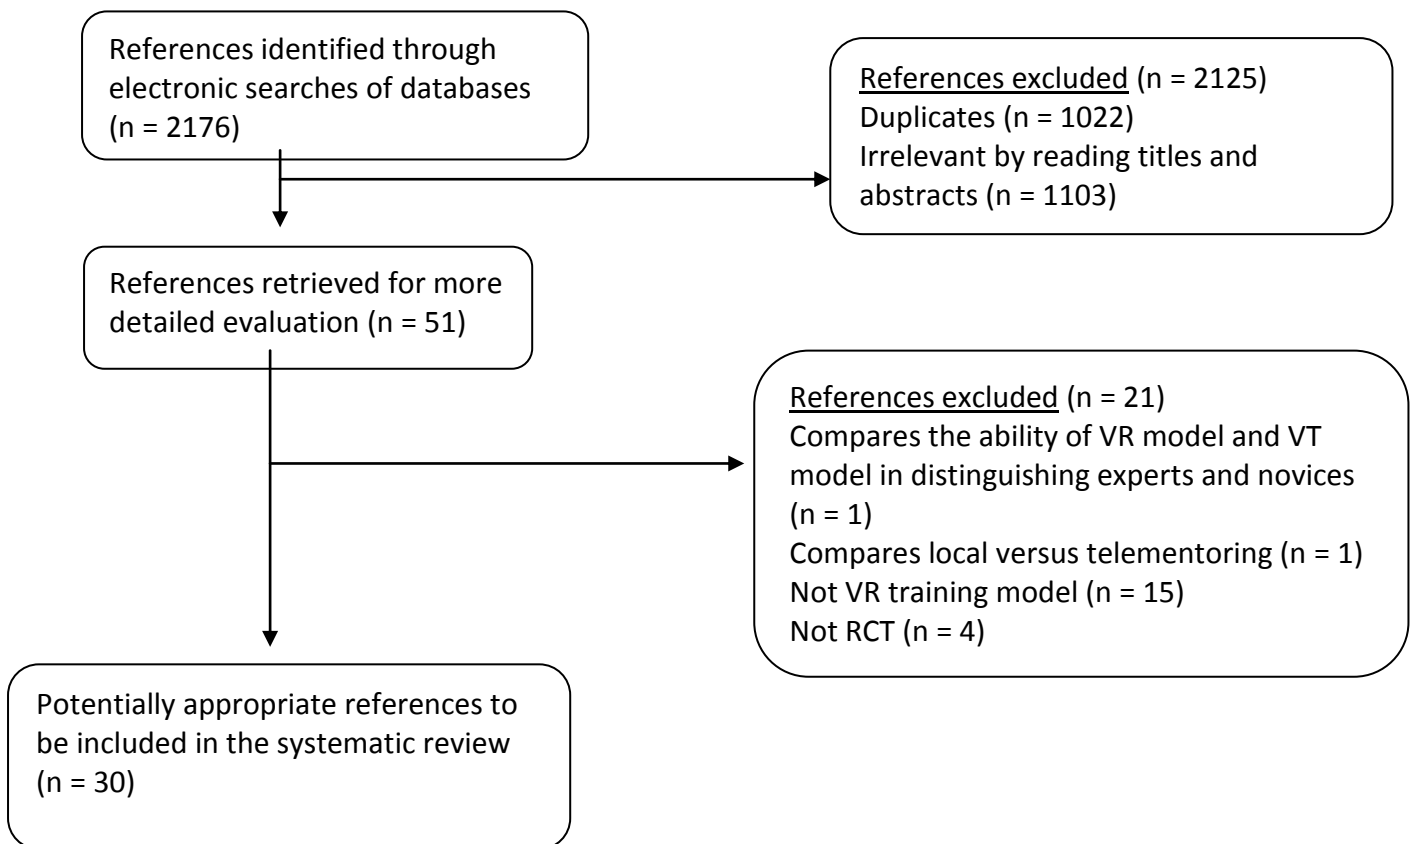 References identified through
electronic searches of databases
(n = 2176)
References excluded (n = 2125)
Duplicates (n = 1022)
Irrelevant by reading titles and
abstracts (n = 1103)
References retrieved for more
detailed evaluation (n = 51)
References excluded (n = 21)
Compares the ability of VR model and VT
model in distinguishing experts and novices
(n = 1)
Compares local versus telementoring (n = 1)
Not VR training model (n = 15)
Not RCT (n = 4)
Potentially appropriate references to
be included in the systematic review
(n = 30)